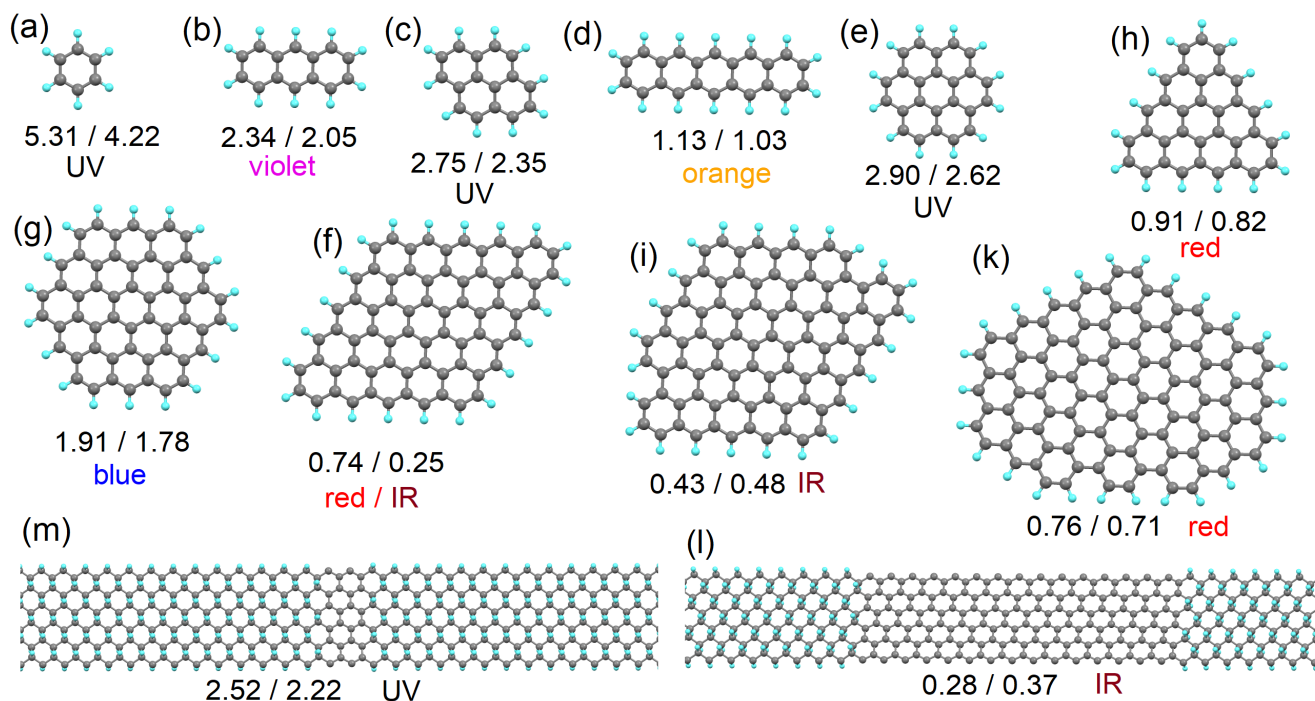 (a)
5.31 / 4.22
UV
(b)
2.34 / 2.05
violet
(c)
2.75 / 2.35
UV
(d)
1.13 / 1.03
orange
(e)
2.90 / 2.62
UV
(h)
0.91 / 0.82
red
(g)
1.91 / 1.78
blue
(f)
0.74 / 0.25
red / IR
(i)
0.43 / 0.48 IR
(k)
0.76 / 0.71 red
(m)
2.52 / 2.22 UV
(l)
0.28 / 0.37 IR